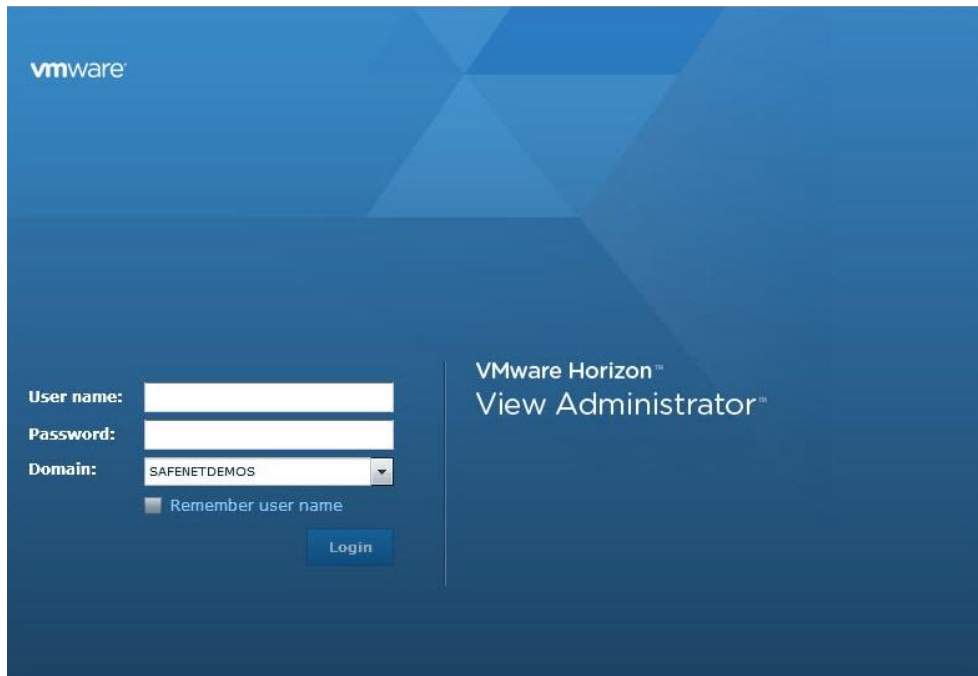 vmware
VMware Horizon™
View Administrator™
User name:
Password:
Domain: SAFENETDEMOS
Remember user name
Login